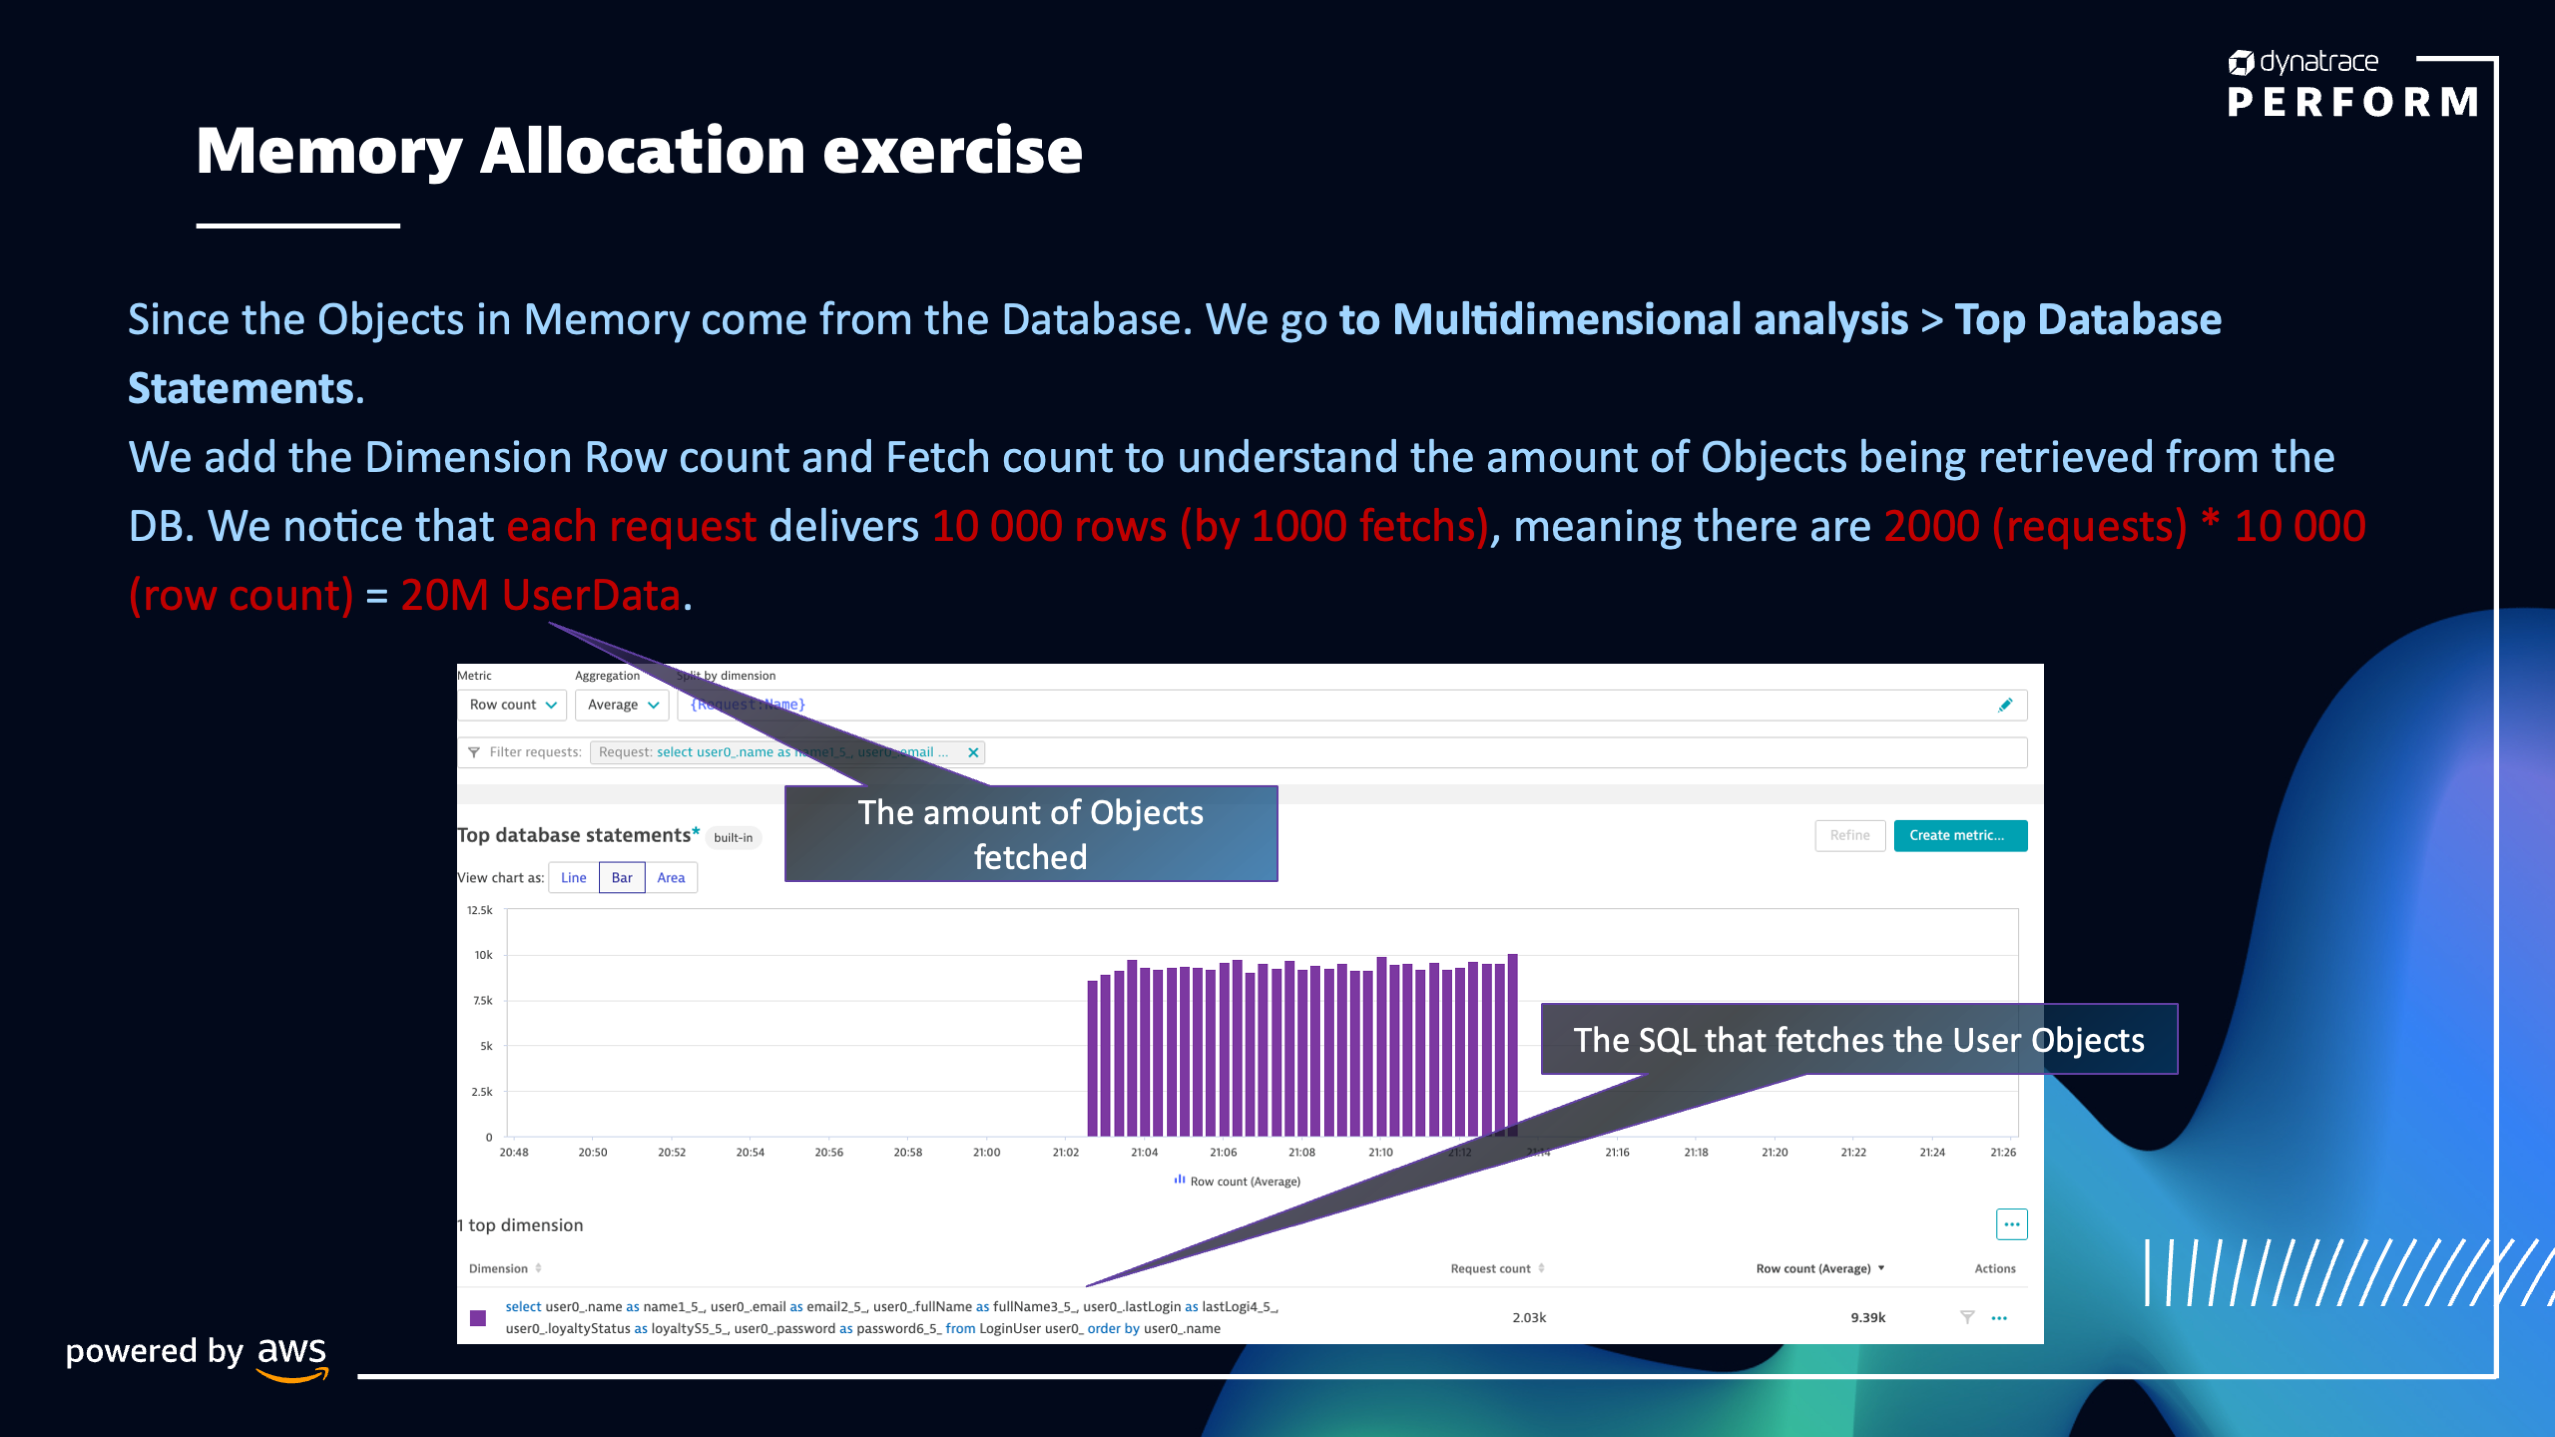 dynatrace
PERFORM
Memory Allocation exercise
Since the Objects in Memory come from the Database. We go to Multidimensional analysis > Top Database
Statements.
We add the Dimension Row count and Fetch count to understand the amount of Objects being retrieved from the
DB. We notice that each request delivers 10 000 rows (by 1000 fetchs), meaning there are 2000 (requests) * 10 000
(row count) = 20M UserData.
Metric Aggregation Split by dimension
Row count Average {Request:Name}
Filter requests: Request: select user0_.name as name1_5_, user0_.email ...
The amount of Objects
fetched
Top database statements* built-in Refine Create metric...
View chart as: Line Bar Area
12.5k
10k
7.5k
5k
2.5k
0
The SQL that fetches the User Objects
20:48 20:50 20:52 20:54 20:56 20:58 21:00 21:02 21:04 21:06 21:08 21:10 21:12 21:14 21:16 21:18 21:20 21:22 21:24 21:26
Row count (Average)
1 top dimension
Dimension Request count Row count (Average) Actions
select user0_.name as name1_5_, user0_.email as email2_5_, user0_.fullName as fullName3_5_, user0_.lastLogin as lastLogi4_5_,
user0_.loyaltyStatus as loyaltyS5_5_, user0_.password as password6_5_ from LoginUser user0_ order by user0_.name
2.03k 9.39k
powered by aws